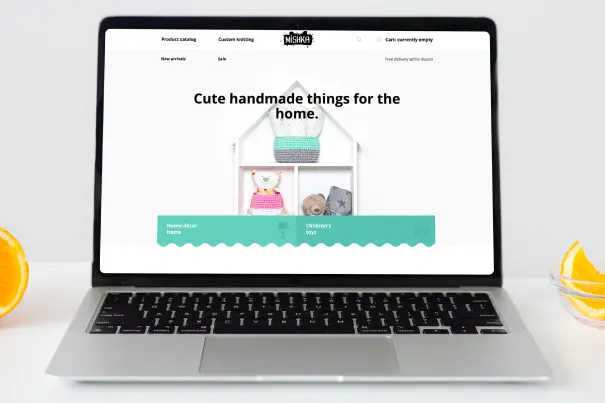 Product catalog Custom knitting MISHKA Cart: currently empty
New arrivals Sale Free delivery within Russia
Cute handmade things for the
home.
Home decor Children's
home toys